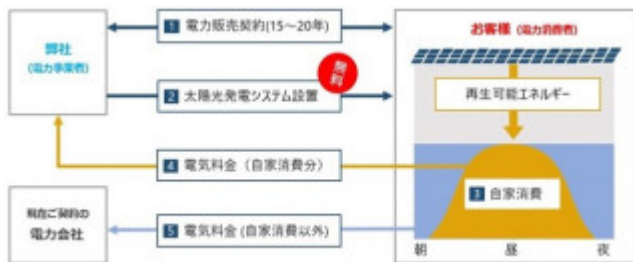 弊社
(電力事業者)
1 電力販売契約(15～20年)
無料
2 太陽光発電システム設置
4 電気料金（自家消費分）
現在ご契約の
電力会社
5 電気料金 (自家消費以外)
お客様 (電力消費者)
再生可能エネルギー
3 自家消費
朝 昼 夜